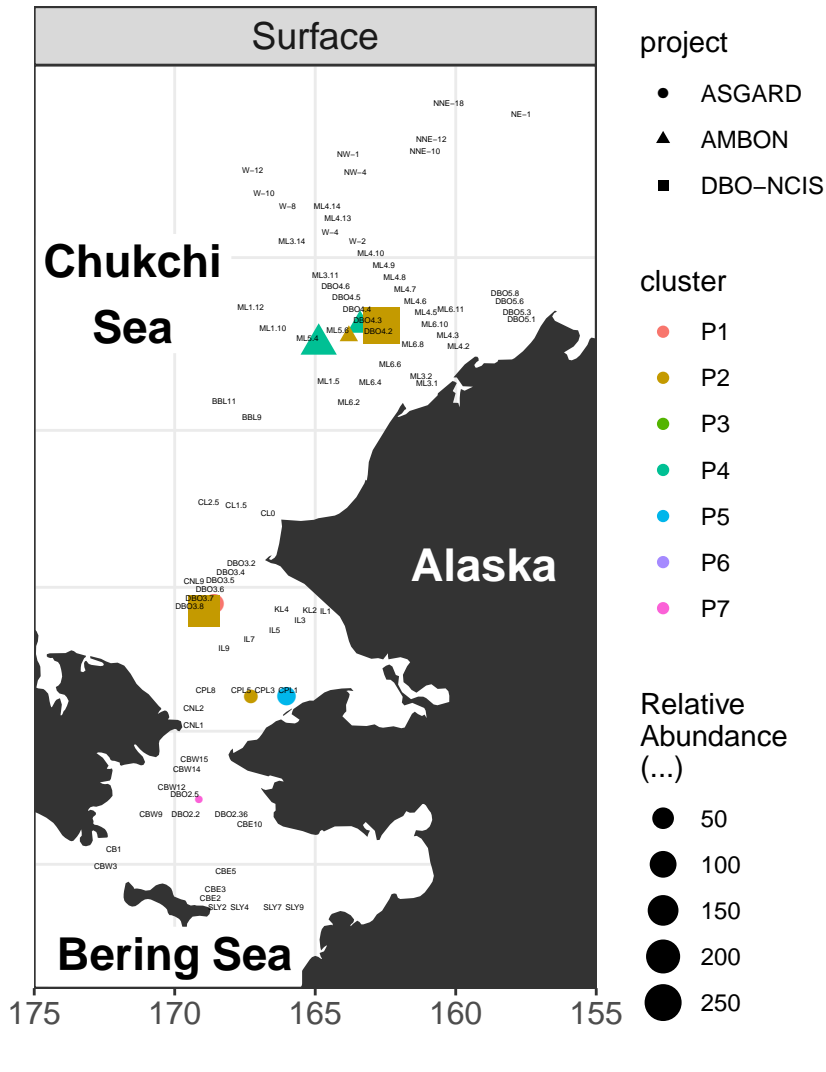 Surface
NNE−18
NE−1
NNE−12
NNE−10
NW−1
W−12
NW−4
W−10
W−8
ML4.14
ML4.13
W−4
ML3.14
W−2
Chukchi
Sea
ML4.10
ML4.9
ML3.11
ML4.8
DBO4.6
ML4.7
DBO5.8
DBO4.5
ML4.6
DBO5.6
ML1.12
DBO4.4
ML4.5
ML6.11
DBO5.3
DBO4.3
DBO5.1
ML1.10
ML5.6
DBO4.2
ML6.10
ML5.4
ML4.3
ML6.8
ML4.2
ML6.6
ML1.5
ML6.4
ML3.2
ML3.1
BBL11
ML6.2
BBL9
CL2.5
CL1.5
CL0
DBO3.2
DBO3.4
CNL9
DBO3.5
DBO3.6
DBO3.7
DBO3.8
Alaska
KL4
KL2
IL1
IL3
IL5
IL7
IL9
CPL8
CPL5
CPL3
CPL1
CNL2
CNL1
CBW15
CBW14
CBW12
DBO2.5
CBW9
DBO2.2
DBO2.36
CBE10
CB1
CBW3
CBE5
CBE3
CBE2
SLY2
SLY4
SLY7
SLY9
Bering Sea
175
170
165
160
155
project
ASGARD
AMBON
DBO−NCIS
cluster
P1
P2
P3
P4
P5
P6
P7
Relative
Abundance
(...)
50
100
150
200
250